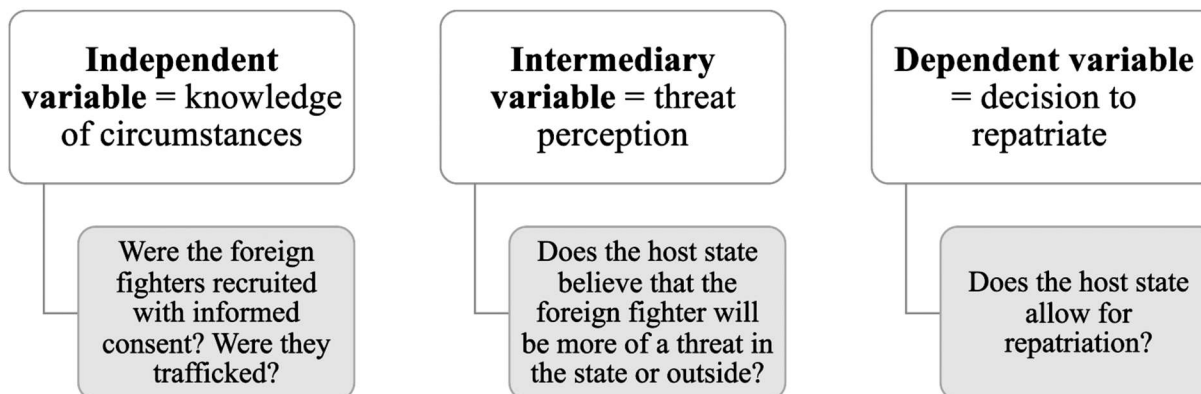 Independent
variable = knowledge
of circumstances
Were the foreign
fighters recruited
with informed
consent? Were they
trafficked?
Intermediary
variable = threat
perception
Does the host state
believe that the
foreign fighter will
be more of a threat in
the state or outside?
Dependent variable
= decision to
repatriate
Does the host state
allow for
repatriation?